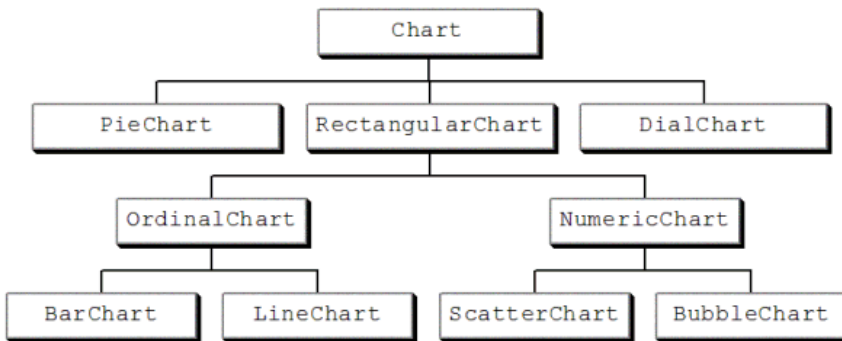 Chart
PieChart
RectangularChart
DialChart
OrdinalChart
NumericChart
BarChart
LineChart
ScatterChart
BubbleChart